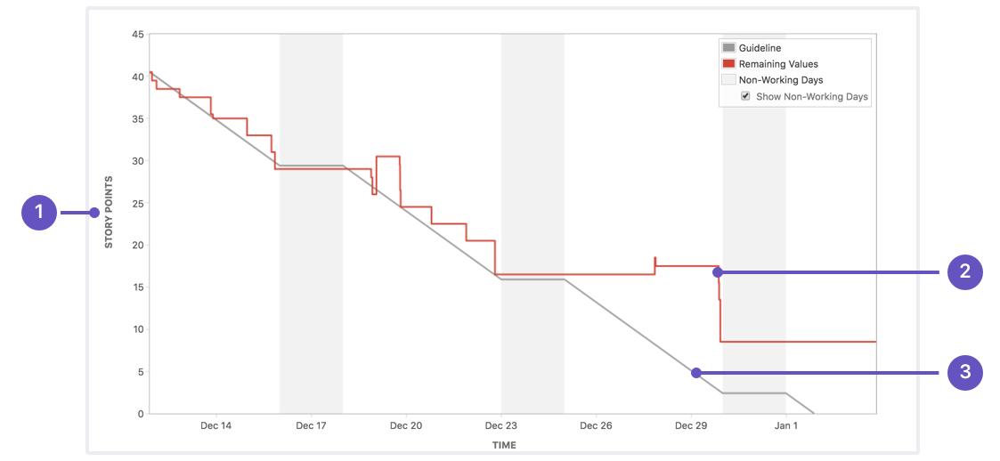 45
40
35
30
25
20
15
10
5
0
STORY POINTS
Guideline
Remaining Values
Non-Working Days
Show Non-Working Days
1
2
3
Dec 14 Dec 17 Dec 20 Dec 23 Dec 26 Dec 29 Jan 1
TIME